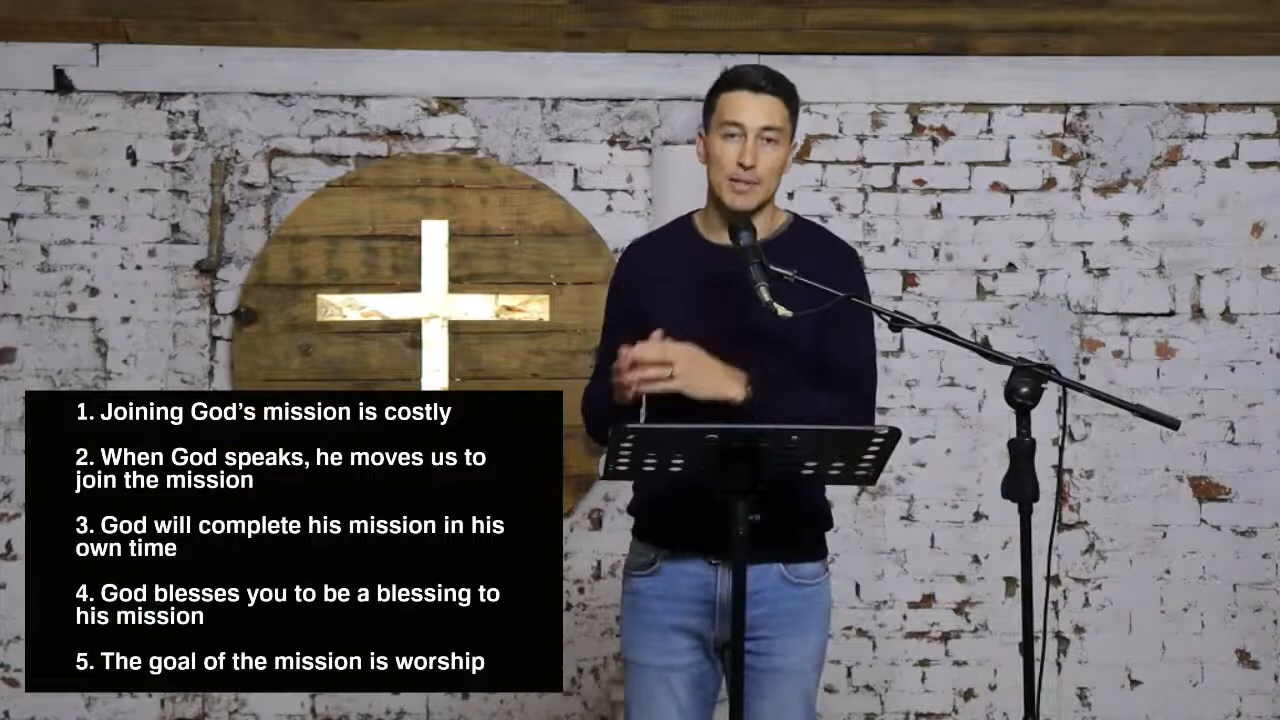 1. Joining God’s mission is costly
2. When God speaks, he moves us to
join the mission
3. God will complete his mission in his
own time
4. God blesses you to be a blessing to
his mission
5. The goal of the mission is worship